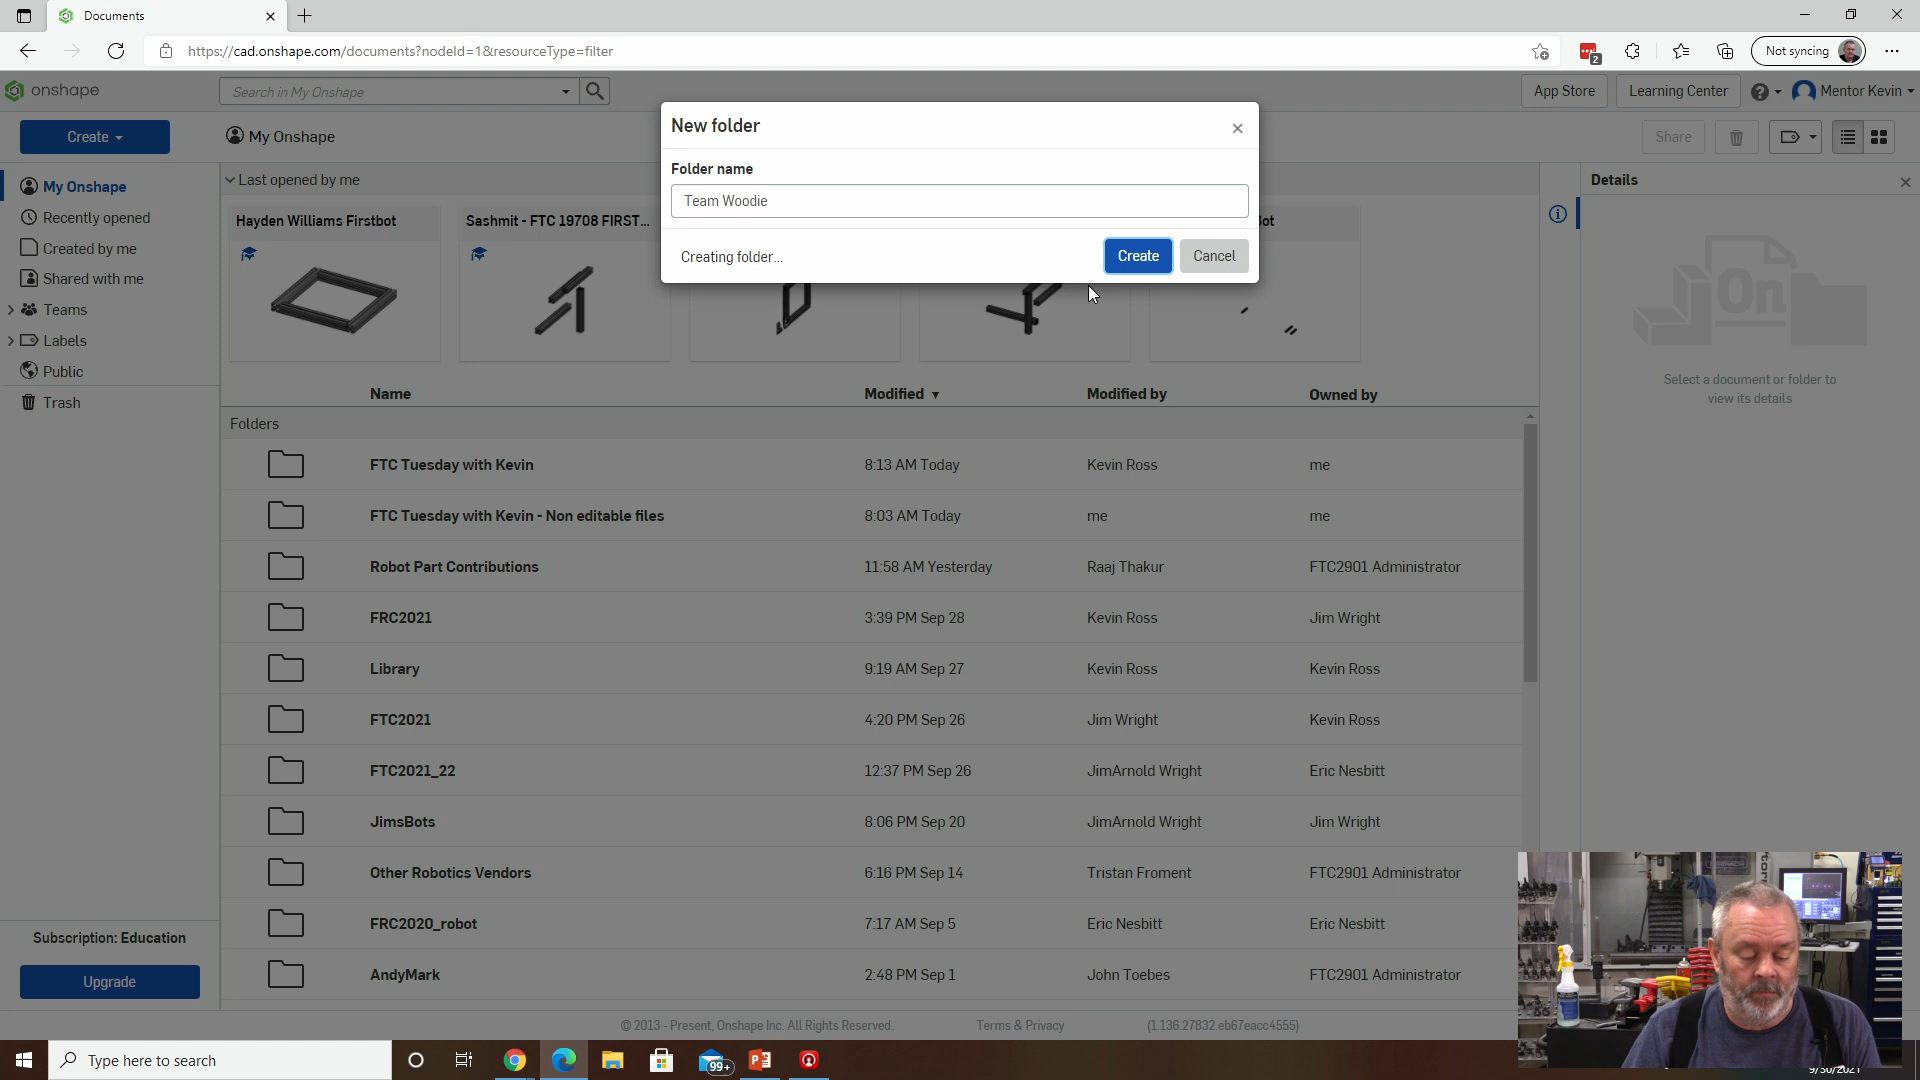 Documents
https://cad.onshape.com/documents?nodeId=1&resourceType=filter
2
Not syncing
onshape
Search in My Onshape
App Store
Learning Center
Mentor Kevin
Create
My Onshape
Share
New folder
Folder name
Team Woodie
Creating folder...
Create
Cancel
My Onshape
Recently opened
Created by me
Shared with me
Teams
Labels
Public
Trash
Last opened by me
Hayden Williams Firstbot
Sashmit - FTC 19708 FIRST...
Details
Select a document or folder to
view its details
Name Modified Modified by Owned by
Folders
FTC Tuesday with Kevin 8:13 AM Today Kevin Ross me
FTC Tuesday with Kevin - Non editable files 8:03 AM Today me me
Robot Part Contributions 11:58 AM Yesterday Raaj Thakur FTC2901 Administrator
FRC2021 3:39 PM Sep 28 Kevin Ross Jim Wright
Library 9:19 AM Sep 27 Kevin Ross Kevin Ross
FTC2021 4:20 PM Sep 26 Jim Wright Kevin Ross
FTC2021_22 12:37 PM Sep 26 JimArnold Wright Eric Nesbitt
JimsBots 8:06 PM Sep 20 JimArnold Wright Jim Wright
Other Robotics Vendors 6:16 PM Sep 14 Tristan Froment FTC2901 Administrator
FRC2020_robot 7:17 AM Sep 5 Eric Nesbitt Eric Nesbitt
AndyMark 2:48 PM Sep 1 John Toebes FTC2901 Administrator
Subscription: Education
Upgrade
© 2013 - Present, Onshape Inc. All Rights Reserved. Terms & Privacy (1.136.27832.eb67eacc4555)
Type here to search
99+
9/30/2021